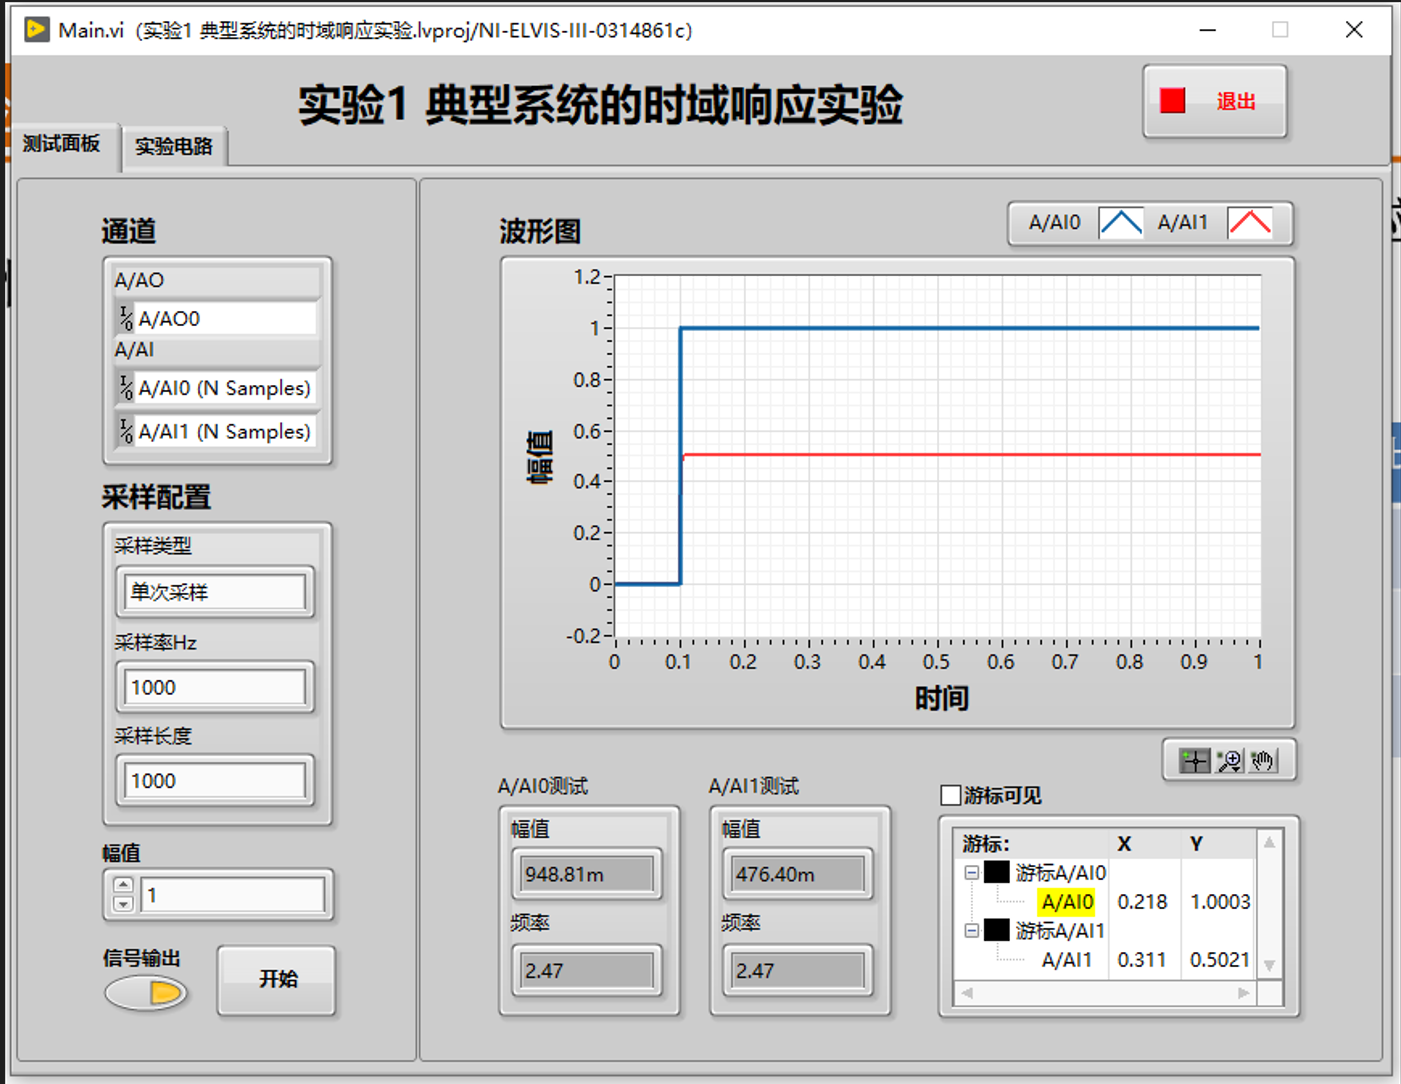 Main.vi (实验1 典型系统的时域响应实验.lvproj/NI-ELVIS-III-0314861c)
实验1 典型系统的时域响应实验
退出
测试面板
实验电路
通道
A/AO
A/AO0
A/AI
A/AI0 (N Samples)
A/AI1 (N Samples)
采样配置
采样类型
单次采样
采样率Hz
1000
采样长度
1000
幅值
1
信号输出
开始
波形图
A/AI0 A/AI1
1.2
1
0.8
0.6
0.4
0.2
0
-0.2
幅值
0 0.1 0.2 0.3 0.4 0.5 0.6 0.7 0.8 0.9 1
时间
A/AI0测试
幅值
948.81m
频率
2.47
A/AI1测试
幅值
476.40m
频率
2.47
游标可见
游标: X Y
游标A/AI0
A/AI0 0.218 1.0003
游标A/AI1
A/AI1 0.311 0.5021